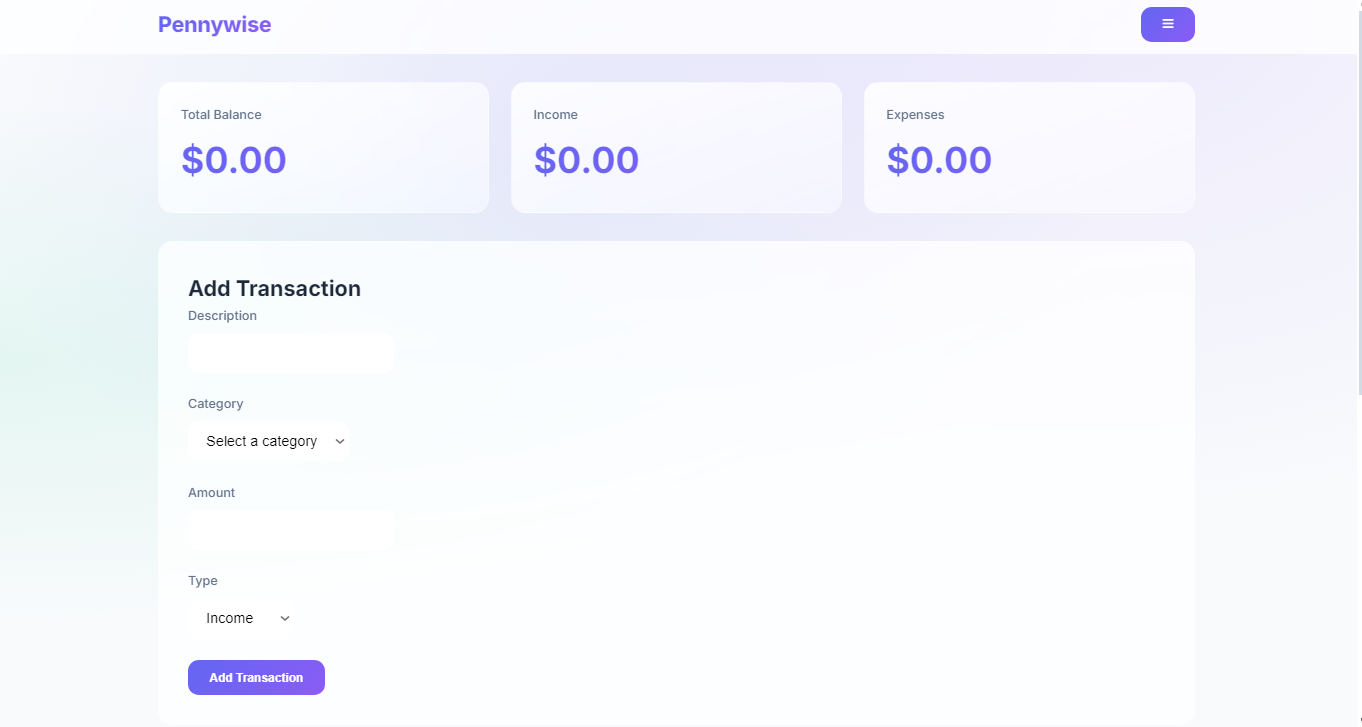 Pennywise
Total Balance
Income
Expenses
$0.00
$0.00
$0.00
Add Transaction
Description
Category
Select a category
Amount
Type
Income
Add Transaction